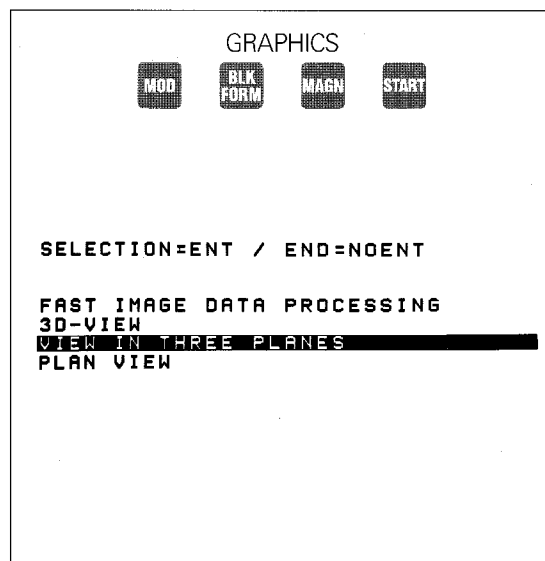 GRAPHICS
MOD BLK FORM MAGN START
SELECTION=ENT / END=NOENT
FAST IMAGE DATA PROCESSING
3D-VIEW
VIEW IN THREE PLANES
PLAN VIEW